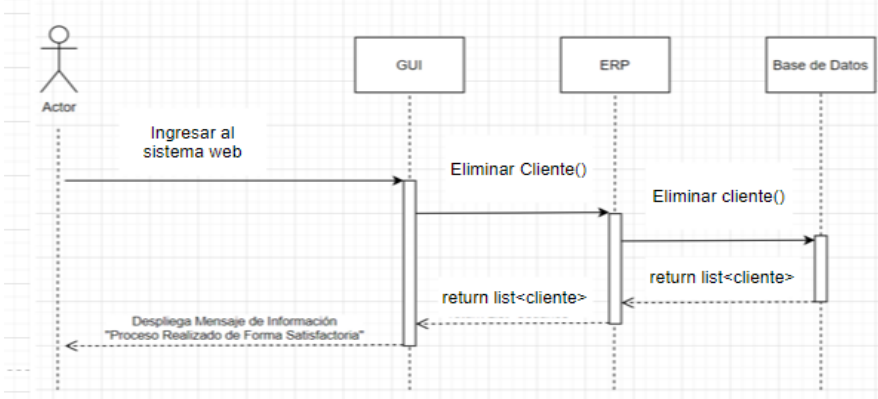 GUI
ERP
Base de Datos
Actor
Ingresar al
sistema web
Eliminar Cliente()
Eliminar cliente()
return list<cliente>
return list<cliente>
Despliega Mensaje de Información
"Proceso Realizado de Forma Satisfactoria"